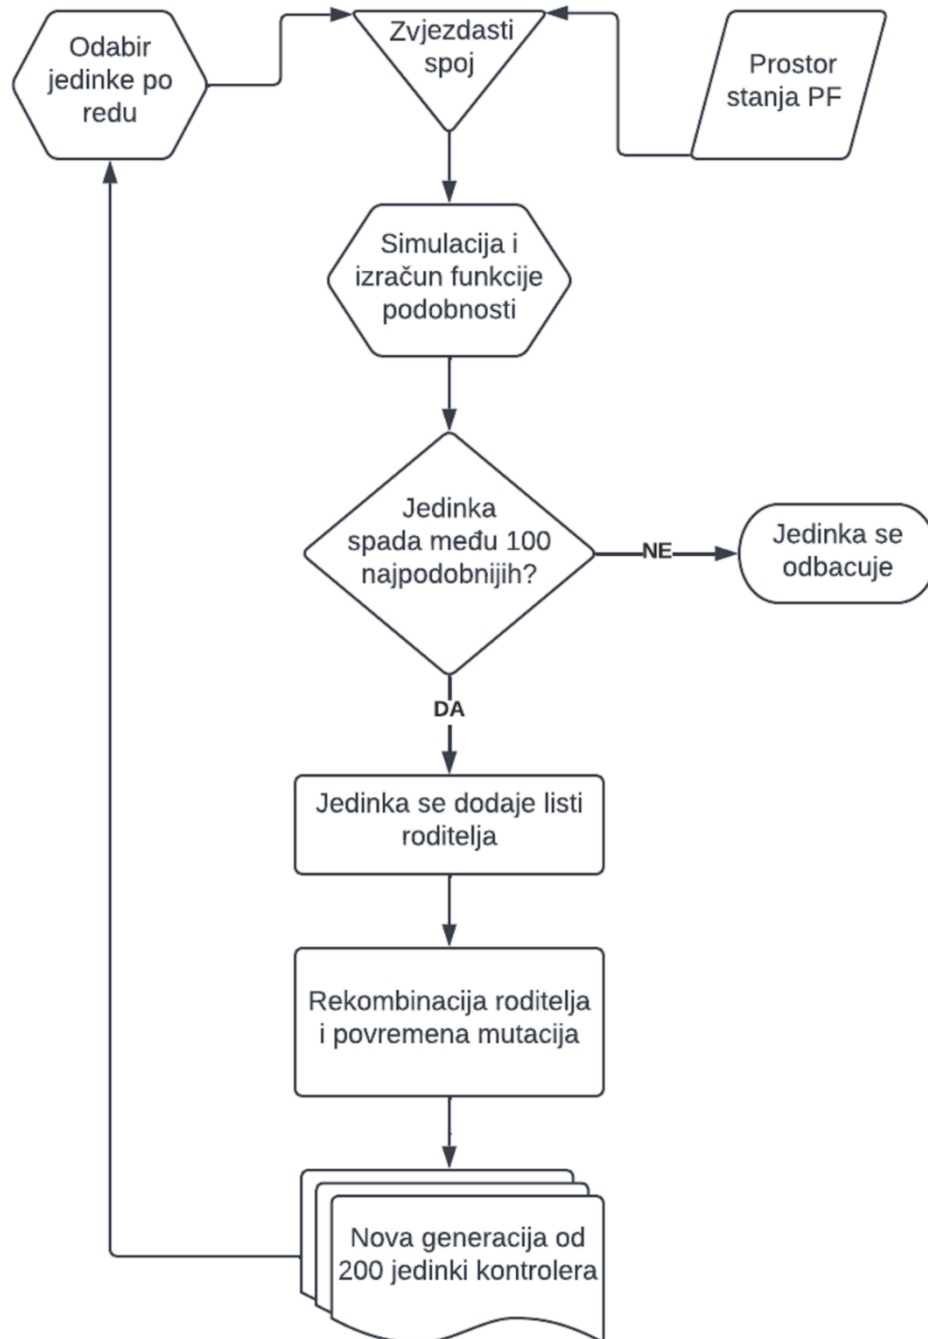 Odabir
jedinke po
redu
Zvjezdasti
spoj
Prostor
stanja PF
Simulacija i
izračun funkcije
podobnosti
Jedinka
spada među 100
najpodobnijih?
NE
Jedinka se
odbacuje
DA
Jedinka se dodaje listi
roditelja
Rekombinacija roditelja
i povremena mutacija
Nova generacija od
200 jedinki kontrolera